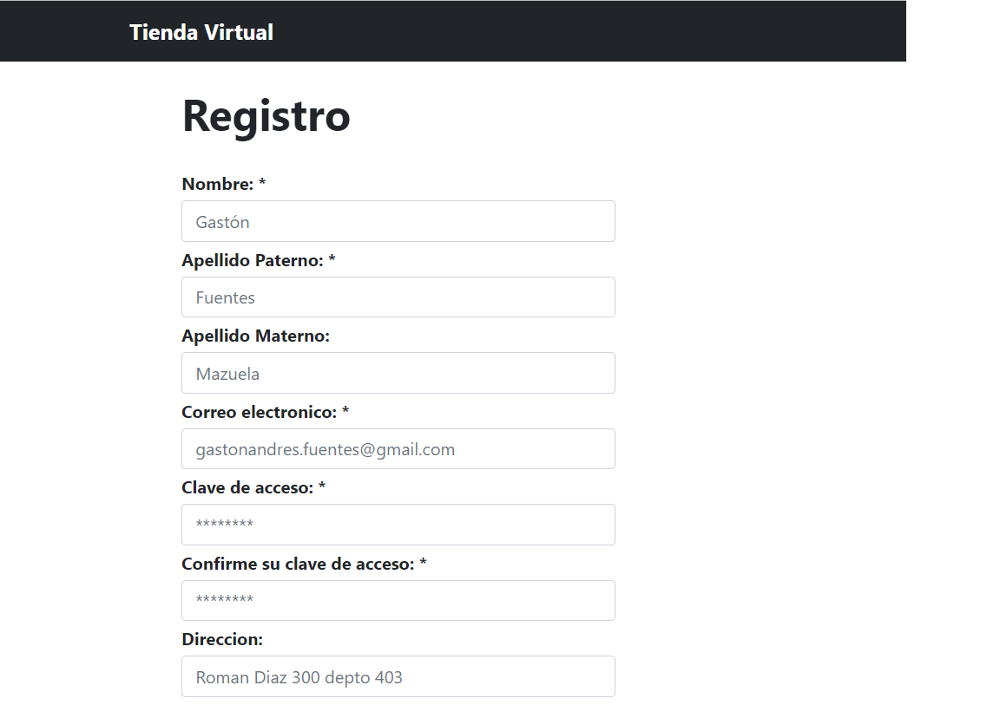 Tienda Virtual
Registro
Nombre: *
Gastón
Apellido Paterno: *
Fuentes
Apellido Materno:
Mazuela
Correo electronico: *
gastonandres.fuentes@gmail.com
Clave de acceso: *
********
Confirme su clave de acceso: *
********
Direccion:
Roman Diaz 300 depto 403